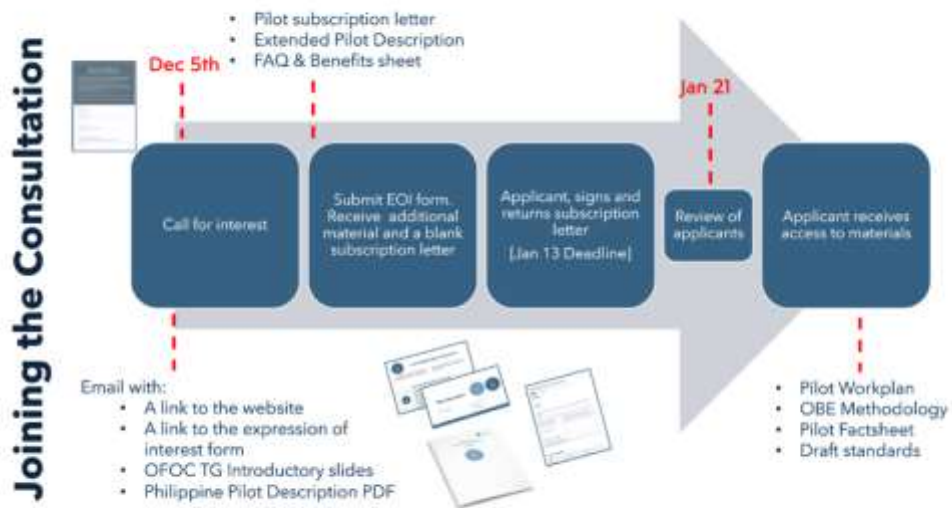 Joining the Consultation
• Pilot subscription letter
• Extended Pilot Description
• FAQ & Benefits sheet
Dec 5th
Jan 21
Call for interest
Submit EOI form.
Receive additional
material and a blank
subscription letter
Applicant, signs and
returns subscription
letter
[Jan 13 Deadline]
Review of
applicants
Applicant receives
access to materials
Email with:
• A link to the website
• A link to the expression of
interest form
• OFOC TG Introductory slides
• Philippine Pilot Description PDF
• Pilot Workplan
• OBE Methodology
• Pilot Factsheet
• Draft standards